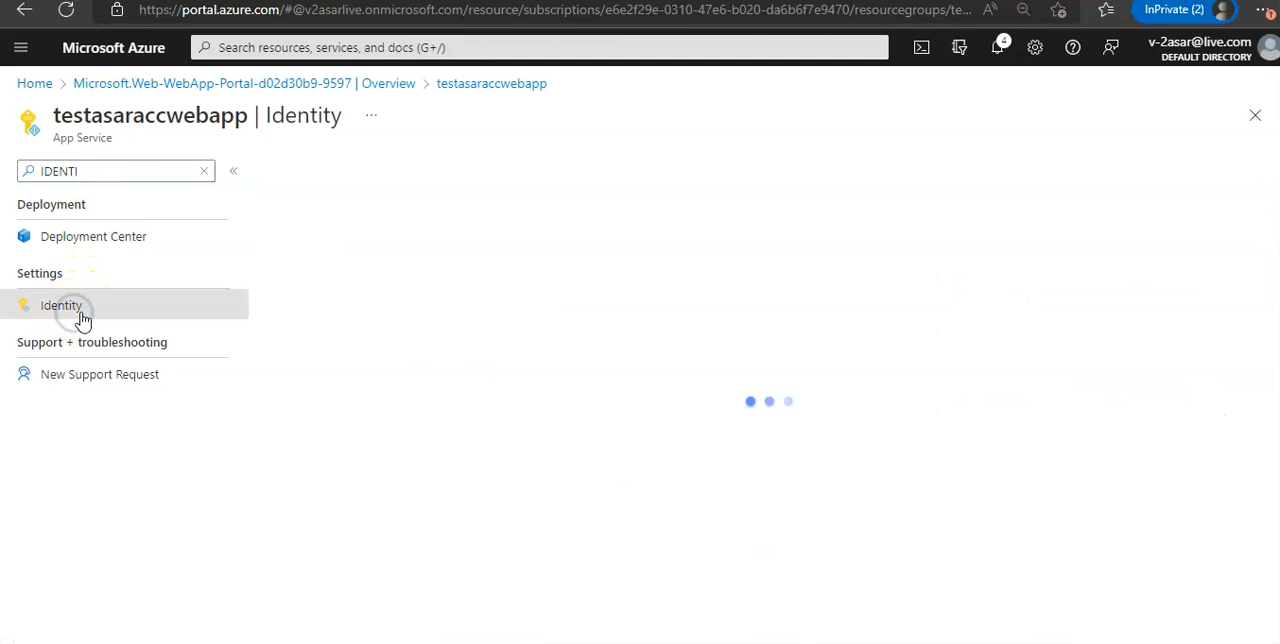 https://portal.azure.com/#@v2asarlive.onmicrosoft.com/resource/subscriptions/e6e2f29e-0310-47e6-b020-da6b6f7e9470/resourcegroups/te...
InPrivate (2)
Microsoft Azure
Search resources, services, and docs (G+/)
4
v-2asar@live.com
DEFAULT DIRECTORY
Home > Microsoft.Web-WebApp-Portal-d02d30b9-9597 | Overview > testasaraccwebapp
testasaraccwebapp | Identity ...
App Service
IDENTI
Deployment
Deployment Center
Settings
Identity
Support + troubleshooting
New Support Request